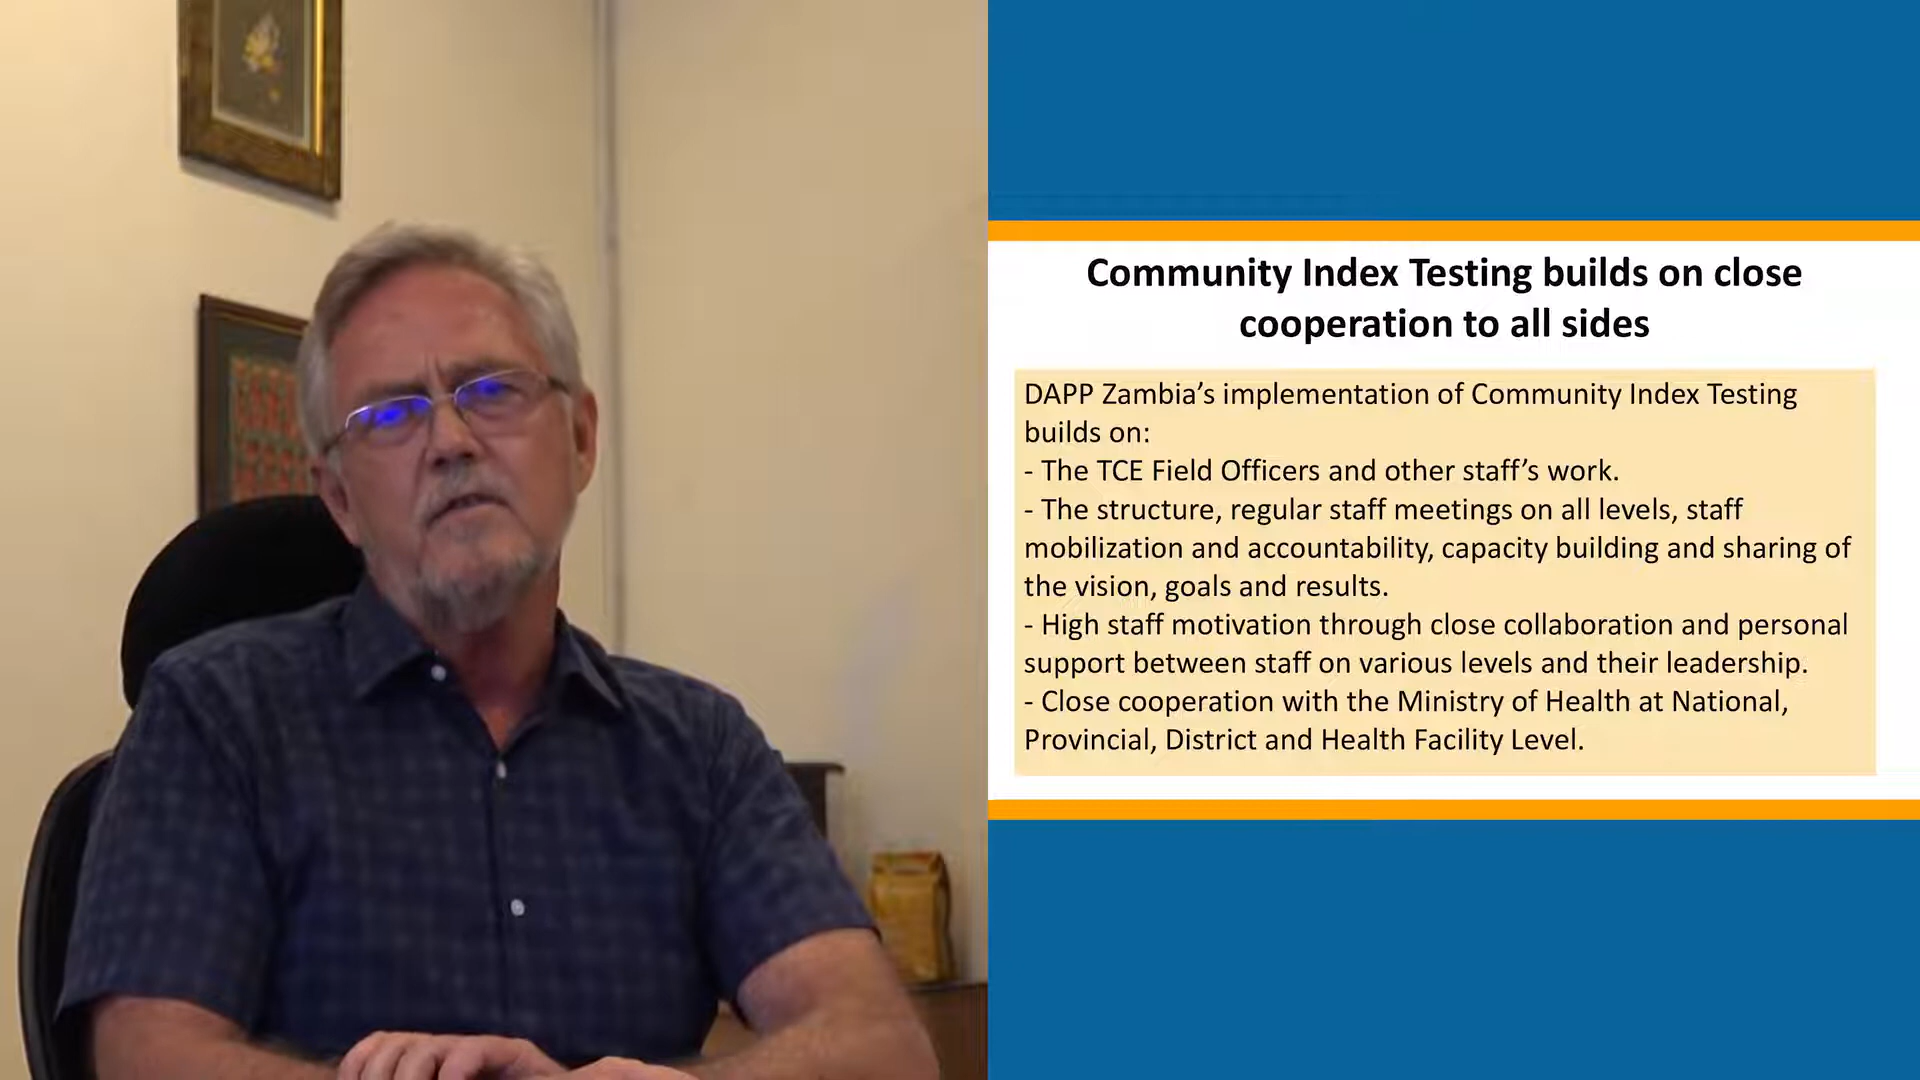 Community Index Testing builds on close
cooperation to all sides
DAPP Zambia’s implementation of Community Index Testing
builds on:
- The TCE Field Officers and other staff’s work.
- The structure, regular staff meetings on all levels, staff
mobilization and accountability, capacity building and sharing of
the vision, goals and results.
- High staff motivation through close collaboration and personal
support between staff on various levels and their leadership.
- Close cooperation with the Ministry of Health at National,
Provincial, District and Health Facility Level.